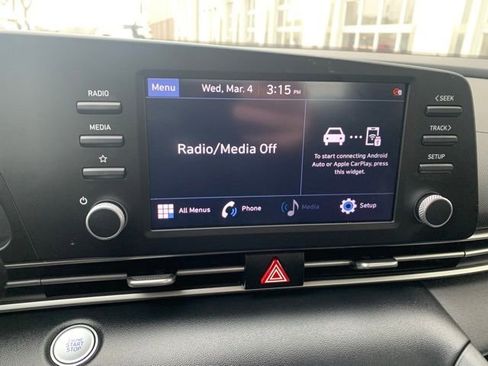 RADIO
MEDIA
Menu
Wed, Mar. 4
3:15 PM
Radio/Media Off
To start connecting Android
Auto or Apple CarPlay, press
this widget.
All Menus
Phone
Media
Setup
SEEK
TRACK
SETUP
START
STOP